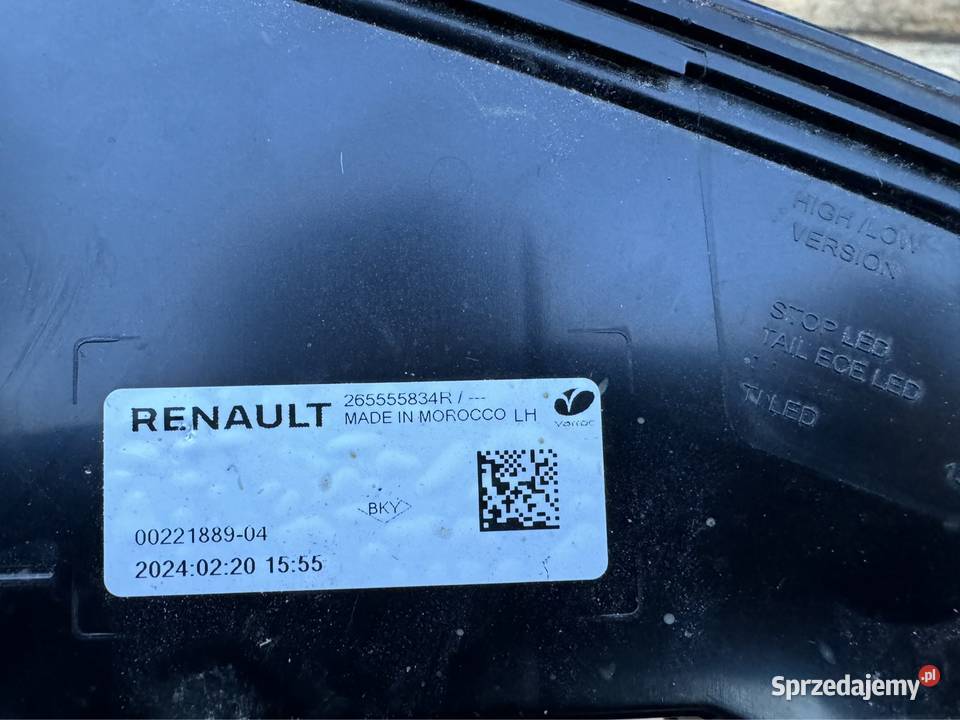 HIGH/LOW
VERSION
STOP LED
TAIL ECE LED
TI LED
RENAULT
265555834R / ---
MADE IN MOROCCO LH
varroc
BKY
00221889-04
2024:02:20 15:55
Sprzedajemy.pl